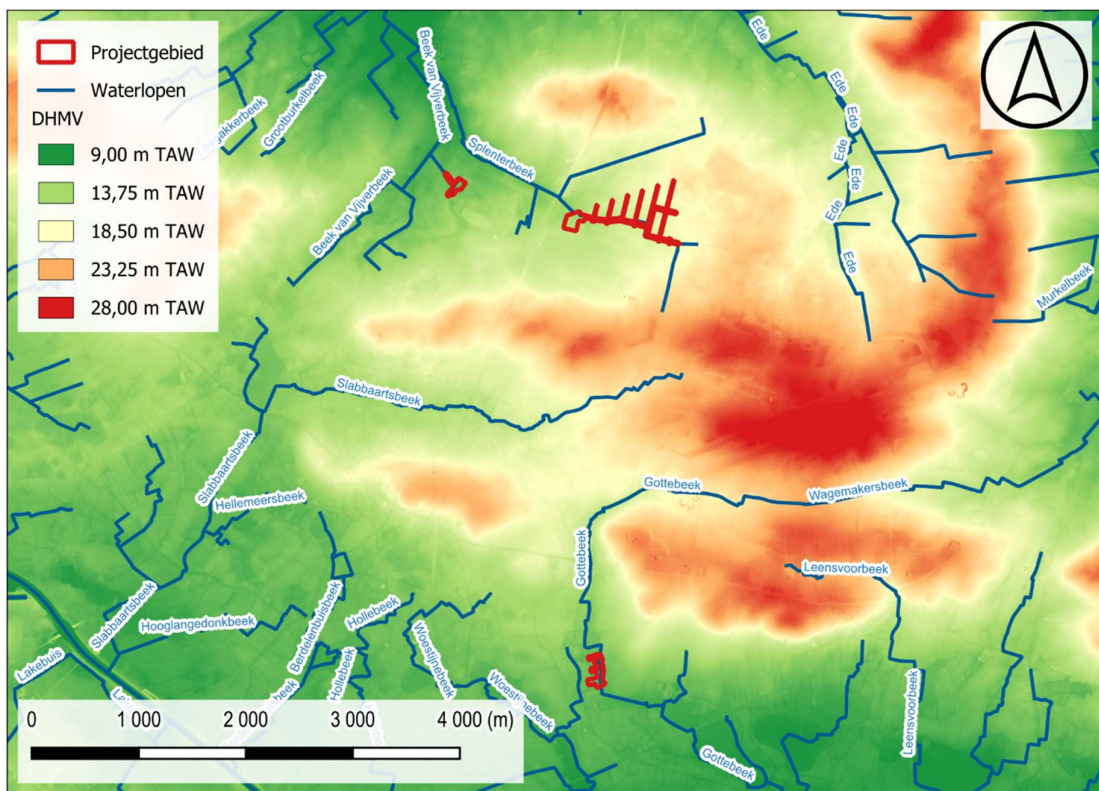 Projectgebied
Waterlopen
DHMV
9,00 m TAW
13,75 m TAW
18,50 m TAW
23,25 m TAW
28,00 m TAW
Grootburkelbeek
Beek van Vijverbeek
Splenterbeek
Beek van Vijverbeek
Ede
Ede
Ede
Ede
Ede
Ede
Ede
Murkelbeek
Slabbaartsbeek
Slabbaartsbeek
Hellemeersbeek
Gottebeek
Wagemakersbeek
Gottebeek
Leensvoorbeek
Slabbaartsbeek
Hooglangedonkbeek
Berdelenbuisbeek
Hollebeek
Hollebeek
Woestijnebeek
Woestijnebeek
Lakebuis
Leensvoorbeek
Gottebeek
0 1 000 2 000 3 000 4 000 (m)